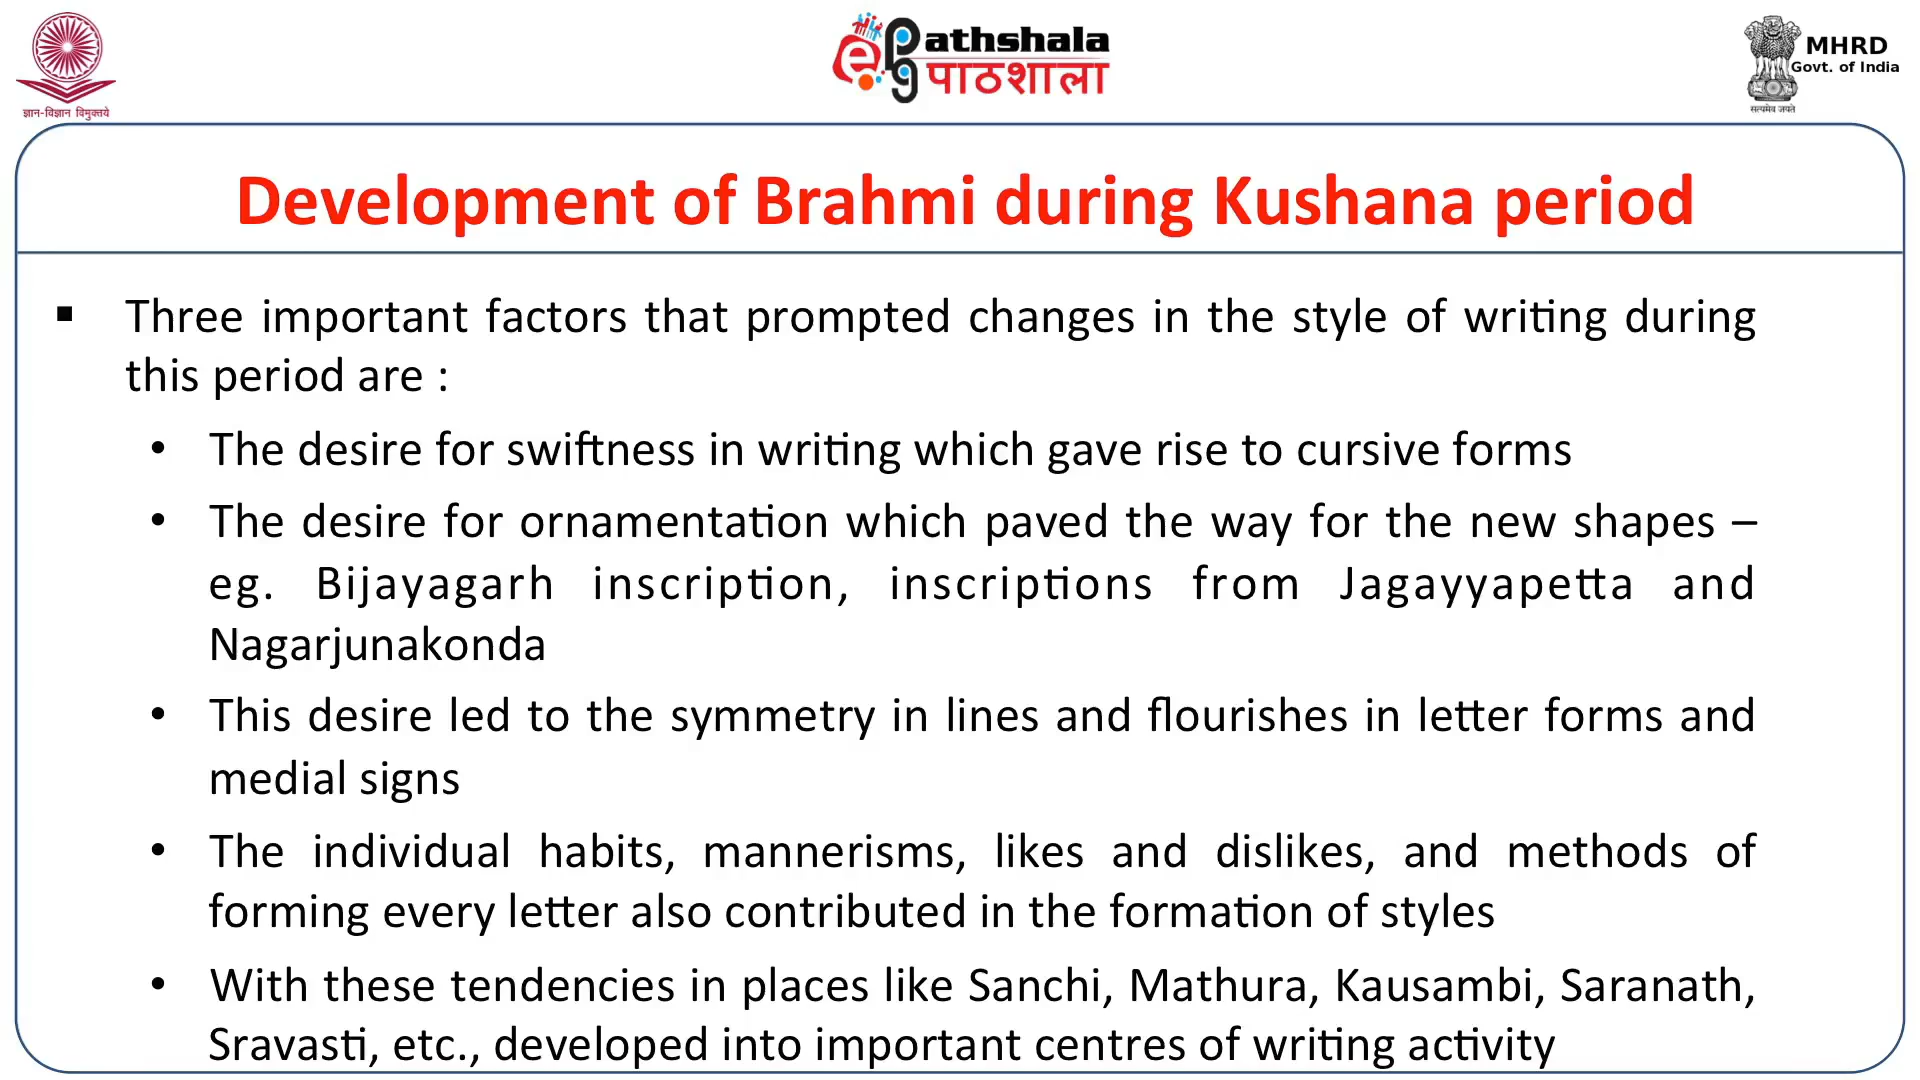 ज्ञान-विज्ञान विमुक्तये
ePG Pathshala
पाठशाला
MHRD
Govt. of India
सत्यमेव जयते
Development of Brahmi during Kushana period
▪ Three important factors that prompted changes in the style of writing during
this period are :
• The desire for swiftness in writing which gave rise to cursive forms
• The desire for ornamentation which paved the way for the new shapes –
eg. Bijayagarh inscription, inscriptions from Jagayyapetta and
Nagarjunakonda
• This desire led to the symmetry in lines and flourishes in letter forms and
medial signs
• The individual habits, mannerisms, likes and dislikes, and methods of
forming every letter also contributed in the formation of styles
• With these tendencies in places like Sanchi, Mathura, Kausambi, Saranath,
Sravasti, etc., developed into important centres of writing activity